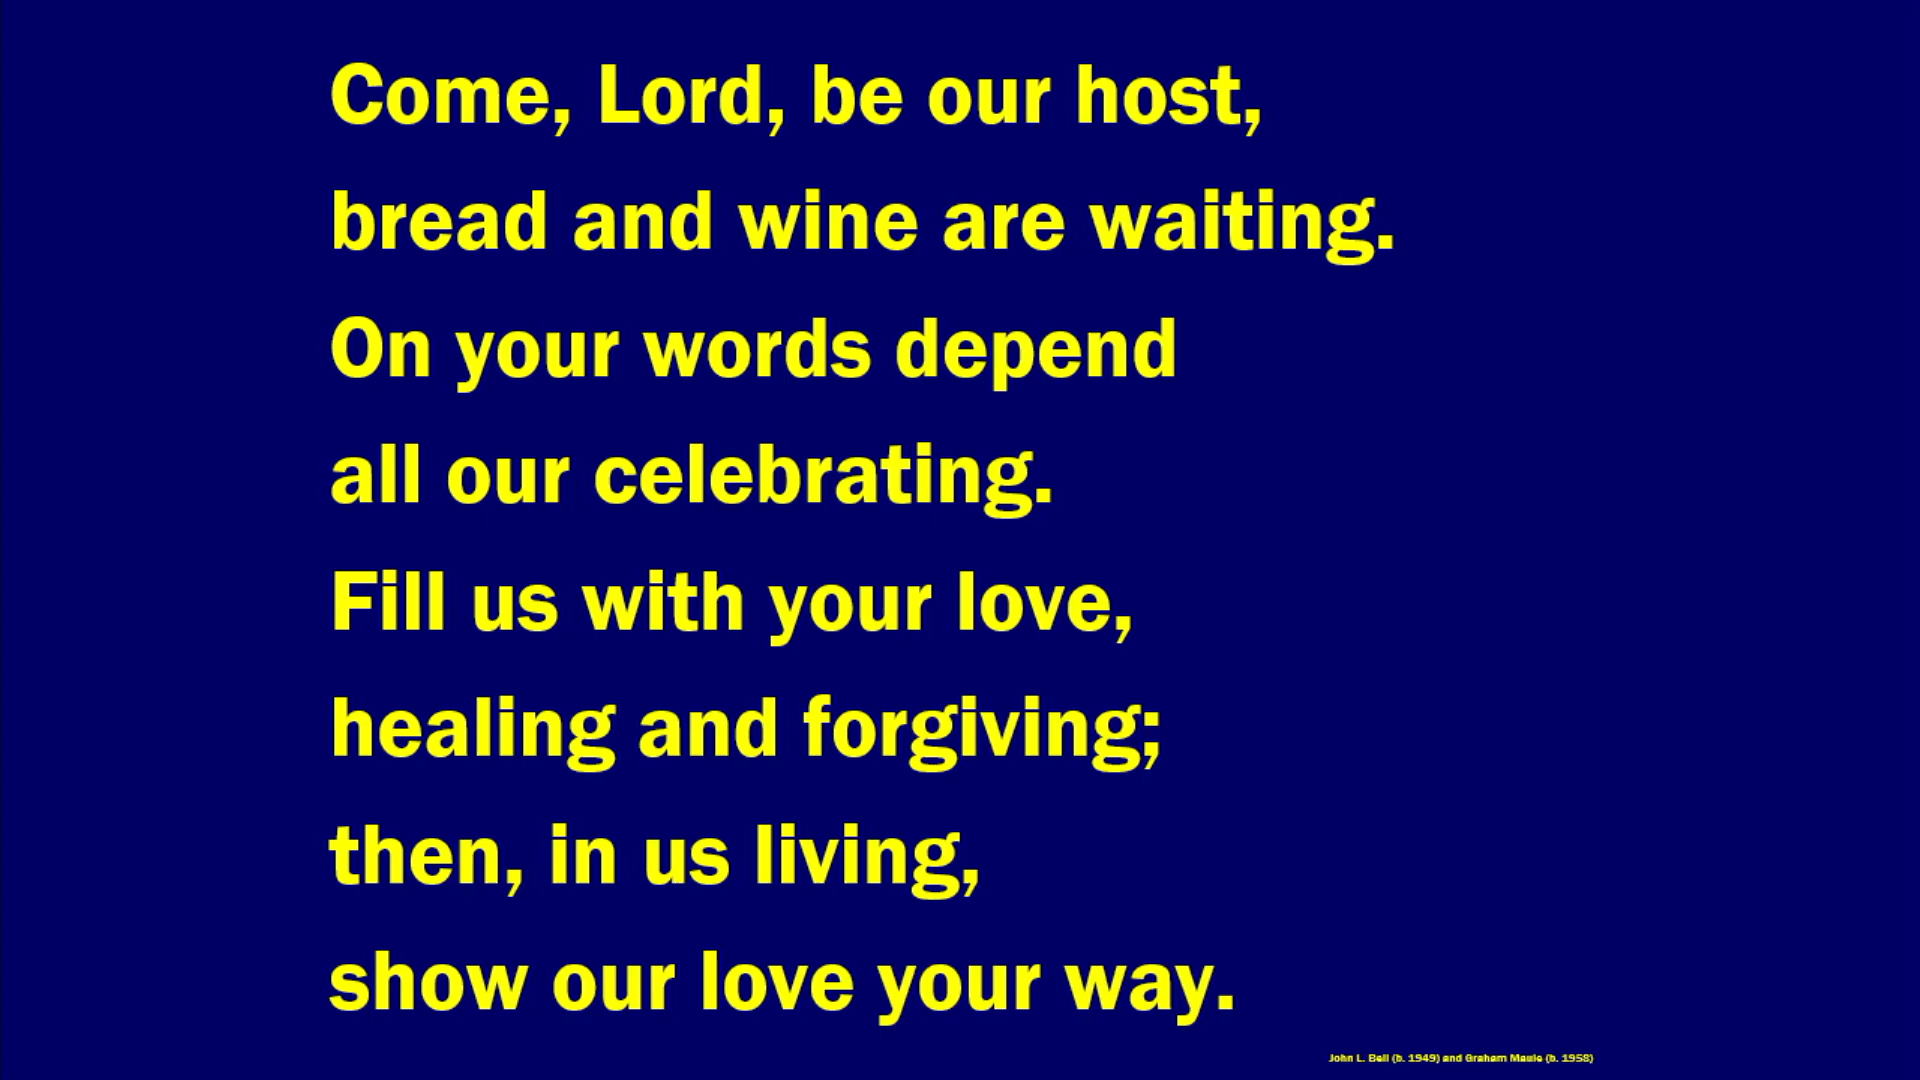 Come, Lord, be our host,
bread and wine are waiting.
On your words depend
all our celebrating.
Fill us with your love,
healing and forgiving;
then, in us living,
show our love your way.
John L. Bell (b. 1949) and Graham Maule (b. 1958)